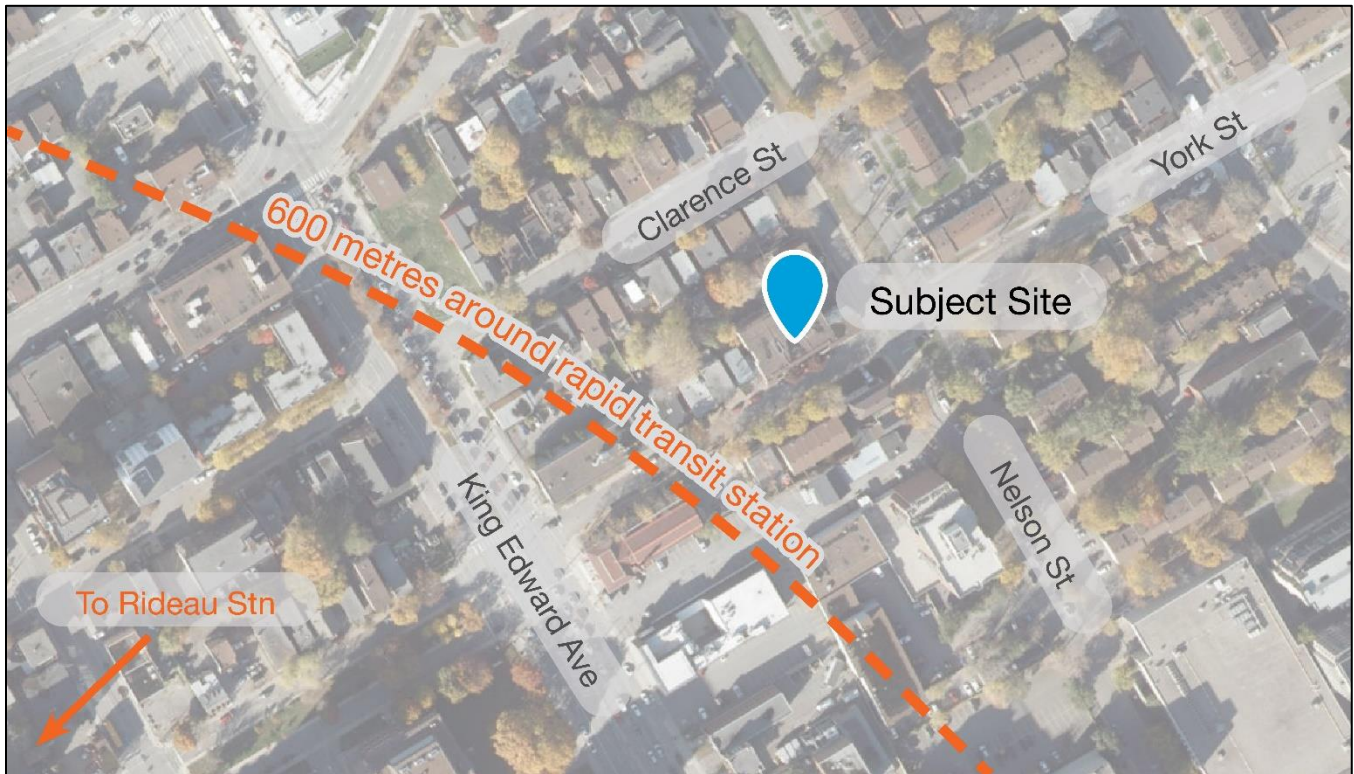 York St
Clarence St
600 metres around rapid transit station
Subject Site
King Edward Ave
Nelson St
To Rideau Stn